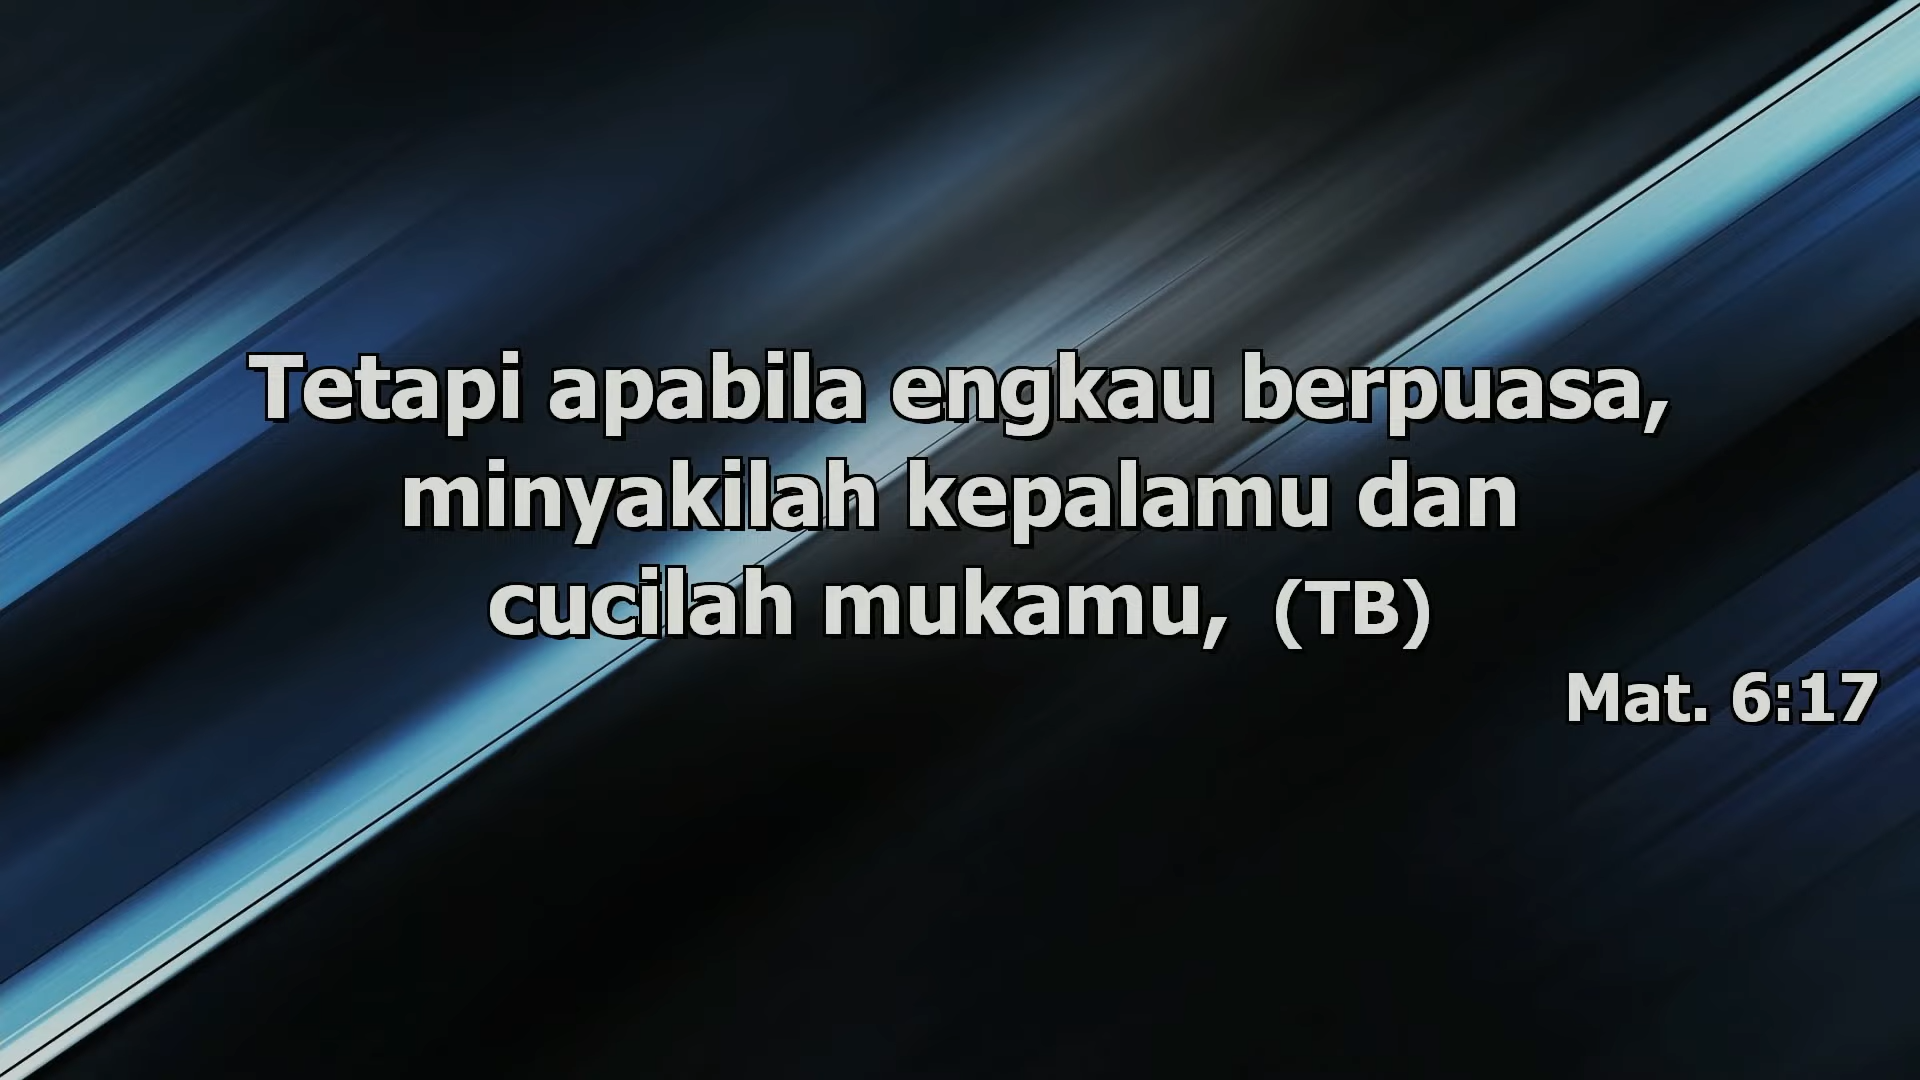 Tetapi apabila engkau berpuasa,
minyakilah kepalamu dan
cucilah mukamu, (TB)
Mat. 6:17